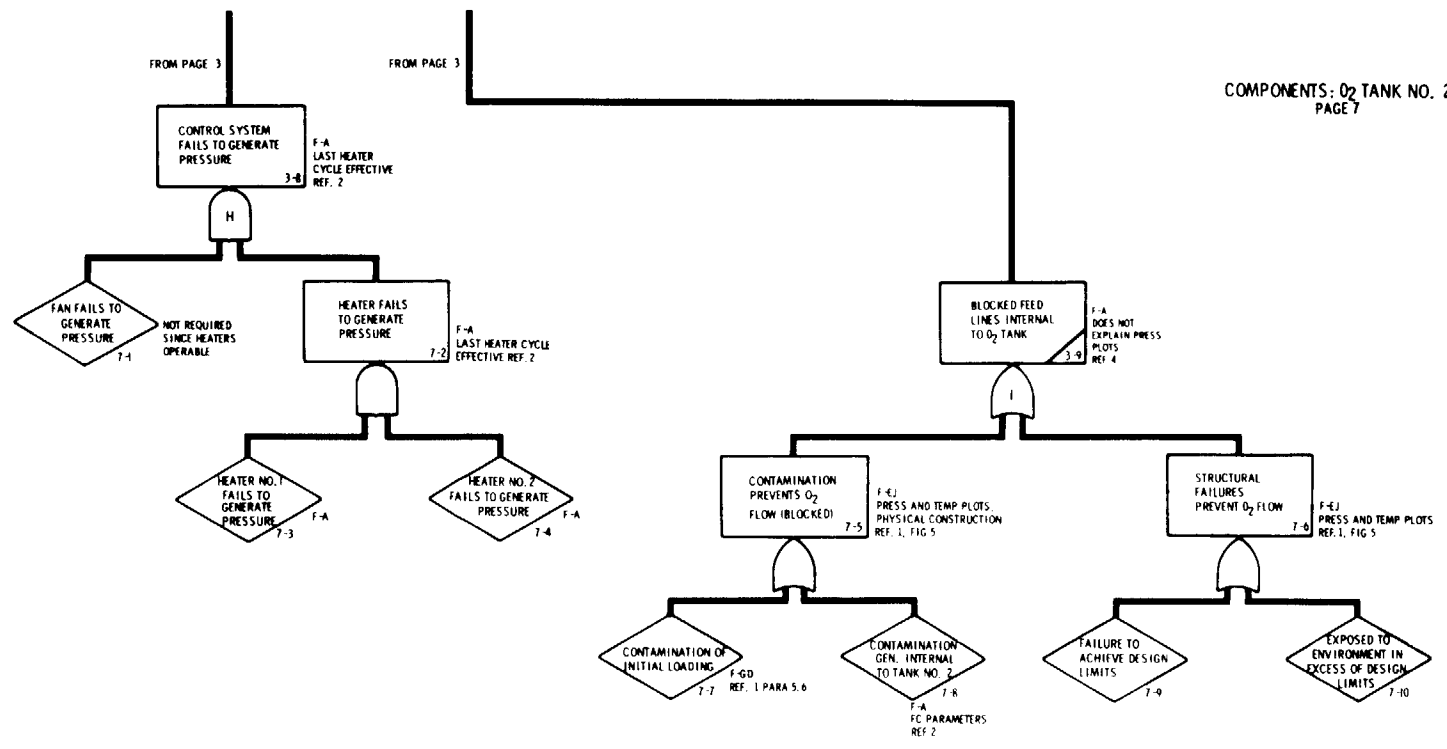 FROM PAGE 3
FROM PAGE 3
COMPONENTS: O2 TANK NO. 2
PAGE 7
CONTROL SYSTEM
FAILS TO GENERATE
PRESSURE
3-8
F-A
LAST HEATER
CYCLE EFFECTIVE
REF. 2
H
FAN FAILS TO
GENERATE
PRESSURE
7-1
NOT REQUIRED
SINCE HEATERS
OPERABLE
HEATER FAILS
TO GENERATE
PRESSURE
7-2
F-A
LAST HEATER CYCLE
EFFECTIVE REF. 2
HEATER NO. 1
FAILS TO
GENERATE
PRESSURE
7-3
F-A
HEATER NO. 2
FAILS TO GENERATE
PRESSURE
7-4
F-A
BLOCKED FEED
LINES INTERNAL
TO O2 TANK
3-9
F-A
DOES NOT
EXPLAIN PRESS
PLOTS
REF 4
I
CONTAMINATION
PREVENTS O2
FLOW (BLOCKED)
7-5
F-EJ
PRESS AND TEMP PLOTS,
PHYSICAL CONSTRUCTION
REF. 1, FIG 5
STRUCTURAL
FAILURES
PREVENT O2 FLOW
7-6
F-EJ
PRESS AND TEMP PLOTS
REF. 1, FIG 5
CONTAMINATION OF
INITIAL LOADING
7-7
F-GD
REF. 1 PARA 5.6
CONTAMINATION
GEN. INTERNAL
TO TANK NO. 2
7-8
F-A
FC PARAMETERS
REF 2
FAILURE TO
ACHIEVE DESIGN
LIMITS
7-9
EXPOSED TO
ENVIRONMENT IN
EXCESS OF DESIGN
LIMITS
7-10